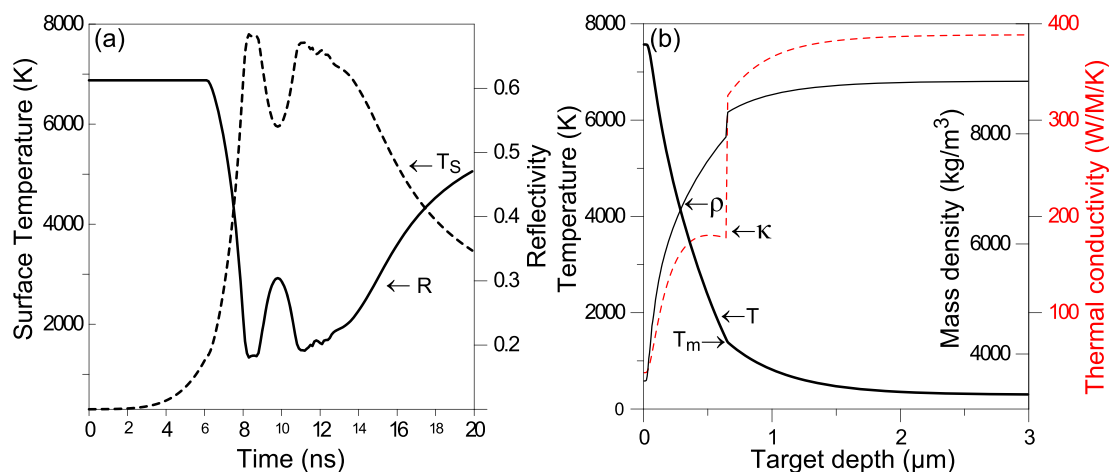 (a)
8000
6000
4000
2000
Surface Temperature (K)
0.6
0.5
0.4
0.3
0.2
Reflectivity
← T_S
← R
0 2 4 6 8 10 12 14 16 18 20
Time (ns)
(b)
8000
6000
4000
2000
0
Temperature (K)
← ρ
← κ
← T
T_m →
8000
6000
4000
Mass density (kg/m³)
400
300
200
100
Thermal conductivity (W/M/K)
0 1 2 3
Target depth (μm)